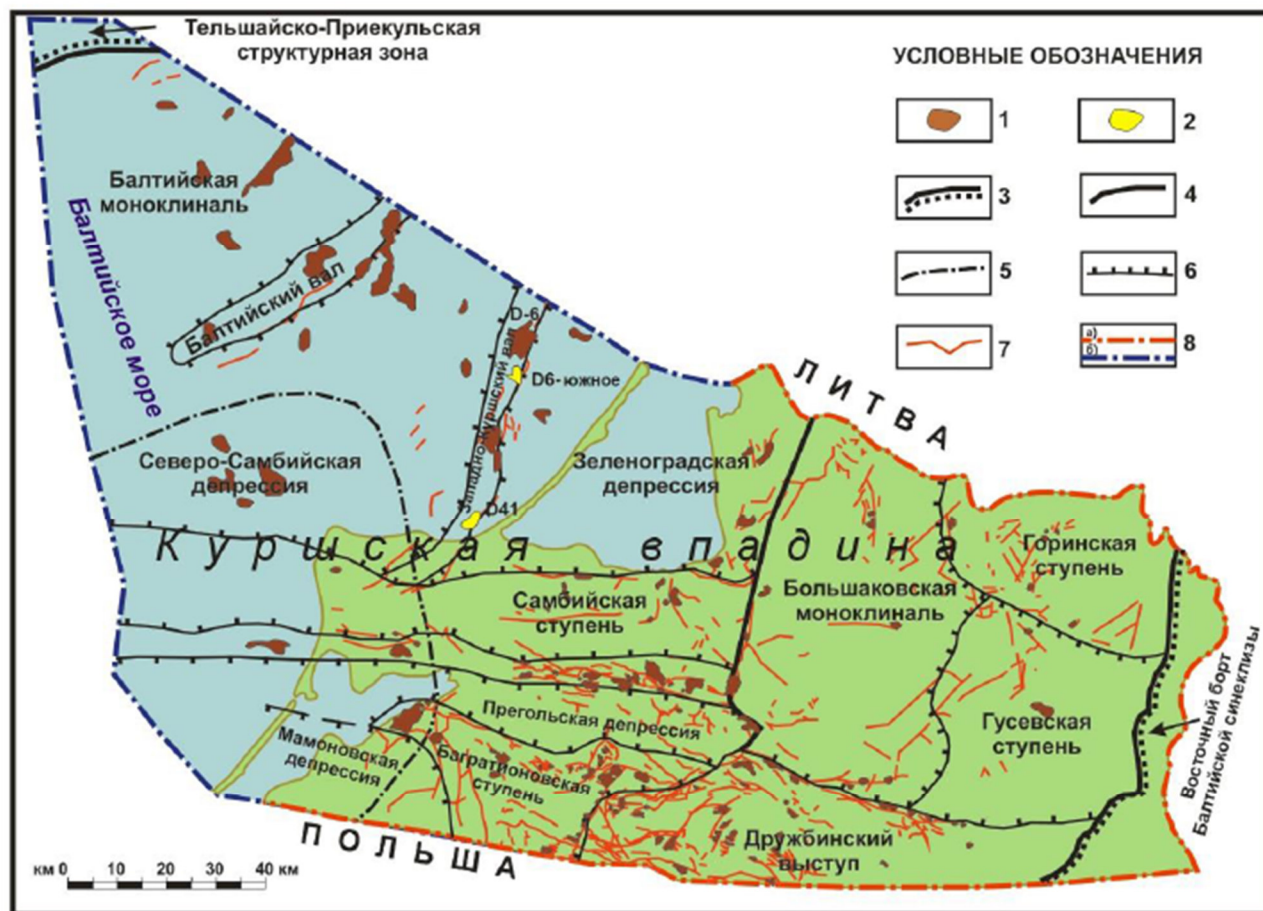 Тельшайско-Приекульская
структурная зона
УСЛОВНЫЕ ОБОЗНАЧЕНИЯ
1
2
3
4
5
6
7
а)
б)
8
Балтийская
моноклиналь
Балтийское море
Балтийский вал
D-6
D6-южное
Западно-Куршский вал
D41
Северо-Самбийская
депрессия
Зеленоградская
депрессия
ЛИТВА
Куршская впадина
Горинская
ступень
Самбийская
ступень
Большаковская
моноклиналь
Прегольская депрессия
Гусевская
ступень
Мамоновская
депрессия
Багратионовская
ступень
Дружбинский
выступ
Восточный борт
Балтийской синеклизы
ПОЛЬША
км 0 10 20 30 40 км